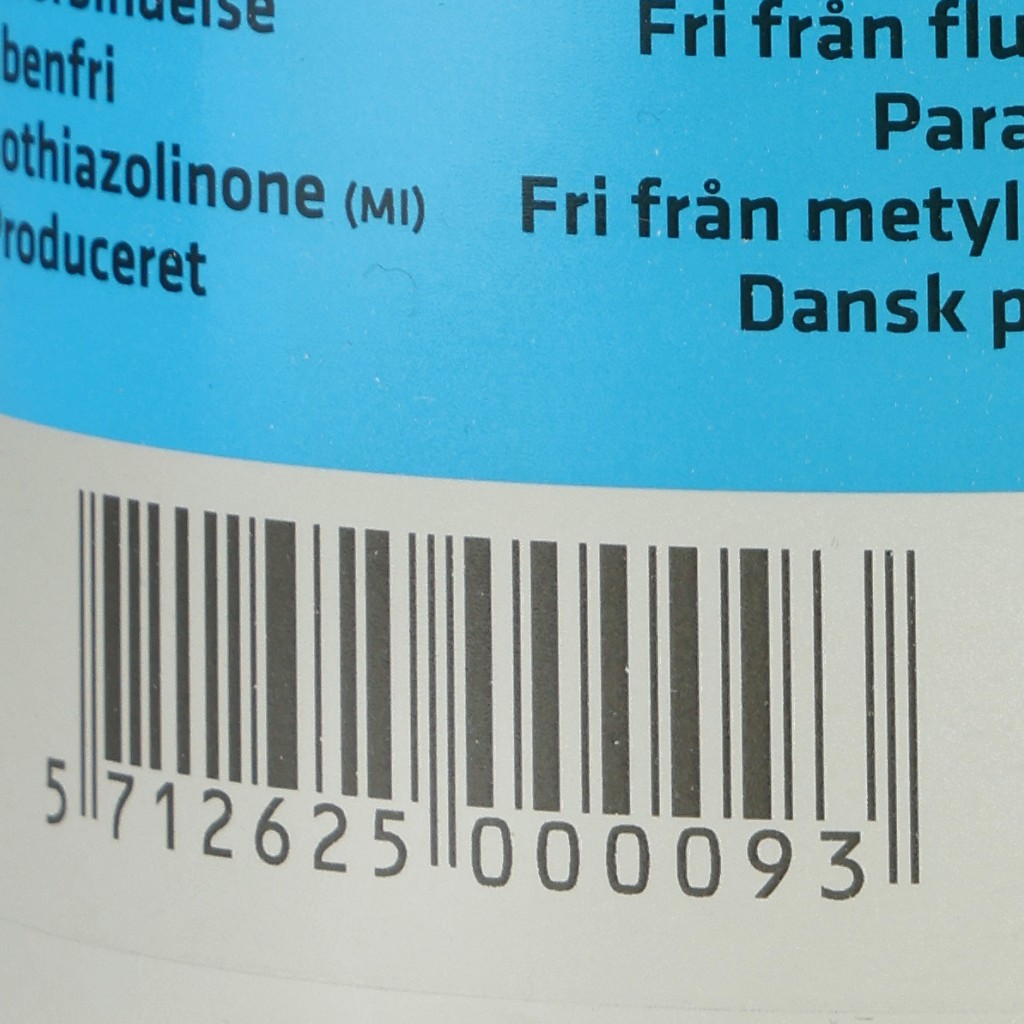 benfri
othiazolinone (MI)
roduceret
Fri från flu
Para
Fri från metyl
Dansk p
5 712625 000093